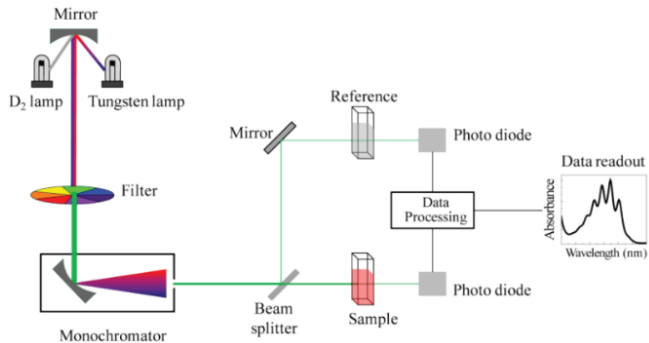 Mirror
D₂ lamp
Tungsten lamp
Filter
Monochromator
Mirror
Beam
splitter
Reference
Sample
Photo diode
Data
Processing
Photo diode
Data readout
Absorbance
Wavelength (nm)